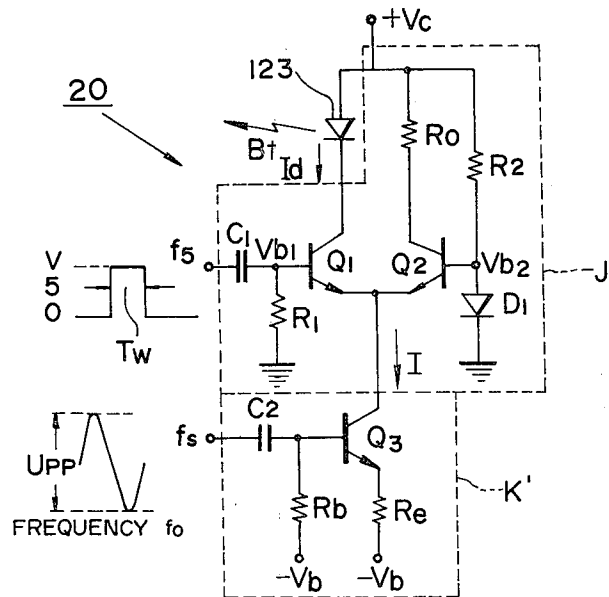 +Vc
123
20
Bt
Id
Ro
R2
f5
C1
Vb1
Q1
Q2
Vb2
J
V
5
0
Tw
R1
D1
I
C2
fs
Q3
K'
UPP
Rb
Re
FREQUENCY fo
-Vb
-Vb